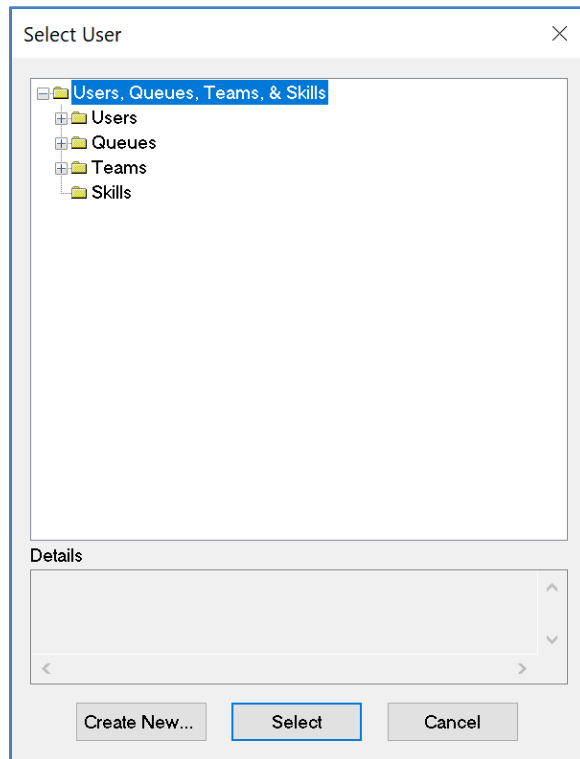 Select User
Users, Queues, Teams, & Skills
Users
Queues
Teams
Skills
Details
Create New...
Select
Cancel